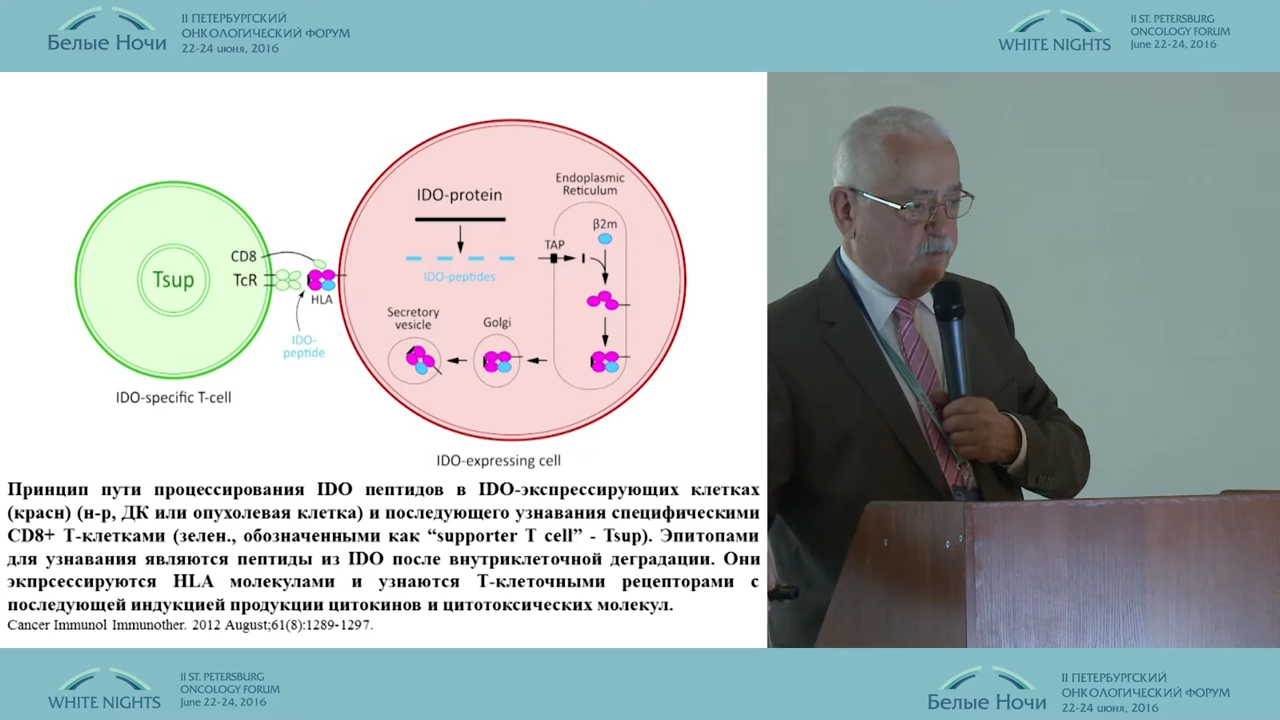 Белые Ночи
II ПЕТЕРБУРГСКИЙ
ОНКОЛОГИЧЕСКИЙ ФОРУМ
22-24 июня, 2016
WHITE NIGHTS
II ST. PETERSBURG
ONCOLOGY FORUM
June 22-24, 2016
Tsup
IDO-specific T-cell
CD8
TcR
HLA
IDO-
peptide
IDO-protein
IDO-peptides
Endoplasmic
Reticulum
β2m
TAP
Secretory
vesicle
Golgi
IDO-expressing cell
Принцип пути процессирования IDO пептидов в IDO-экспрессирующих клетках
(красн) (н-р, ДК или опухолевая клетка) и последующего узнавания специфическими
CD8+ Т-клетками (зелен., обозначенными как “supporter T cell” - Tsup). Эпитопами
для узнавания являются пептиды из IDO после внутриклеточной деградации. Они
экпрсессируются HLA молекулами и узнаются Т-клеточными рецепторами с
последующей индукцией продукции цитокинов и цитотоксических молекул.
Cancer Immunol Immunother. 2012 August;61(8):1289-1297.
WHITE NIGHTS
II ST. PETERSBURG
ONCOLOGY FORUM
June 22-24, 2016
Белые Ночи
II ПЕТЕРБУРГСКИЙ
ОНКОЛОГИЧЕСКИЙ ФОРУМ
22-24 июня, 2016